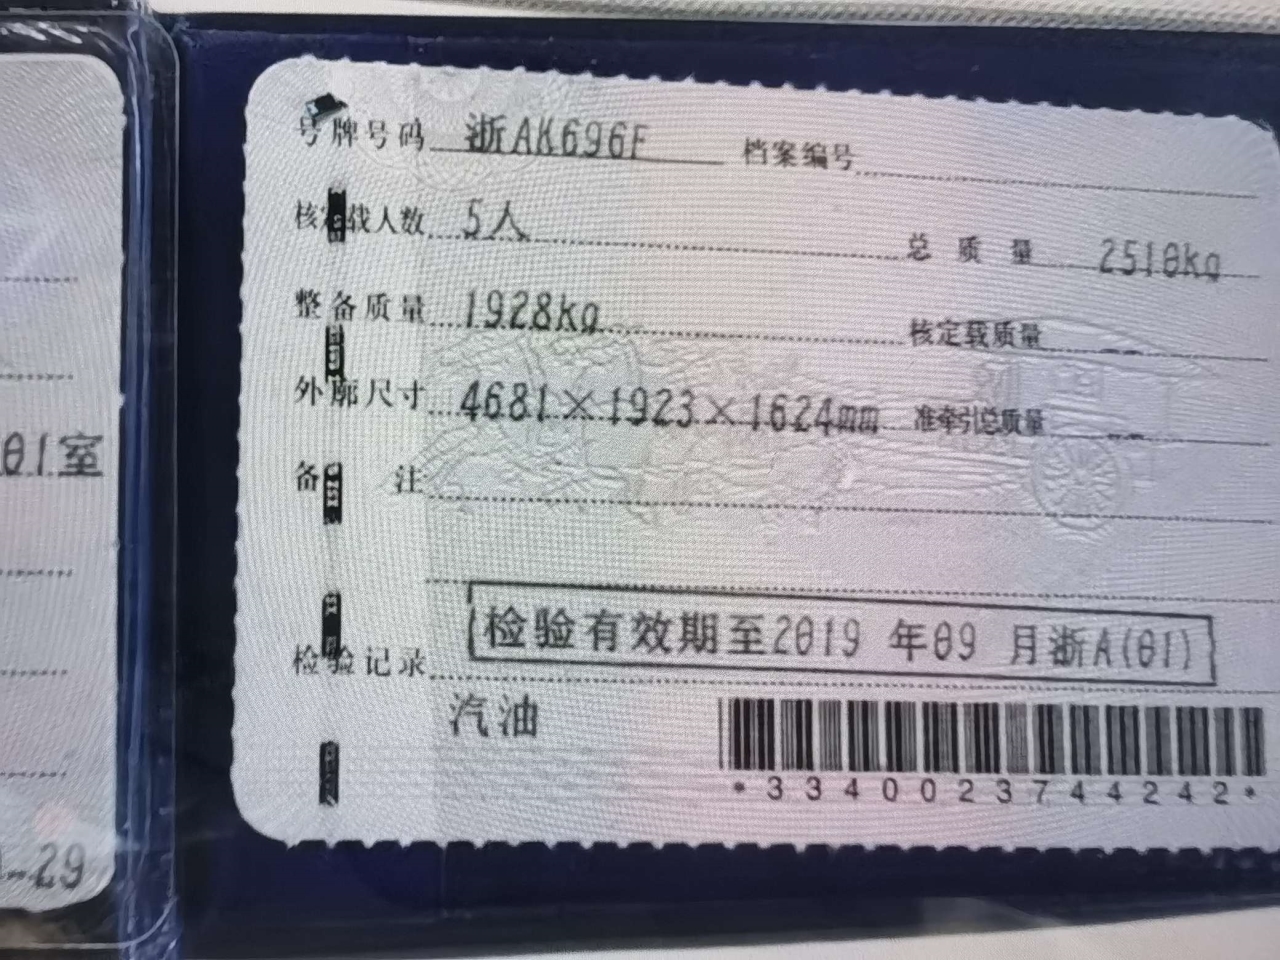 号牌号码 浙AK696F 档案编号
核定载人数 5人 总质量 2510kg
整备质量 1928kg 核定载质量 --
外廓尺寸 4681×1923×1624mm 准牵引总质量 --
备注
检验记录 检验有效期至2019年09月浙A(01)
汽油
*3340023744242*
01室
-29